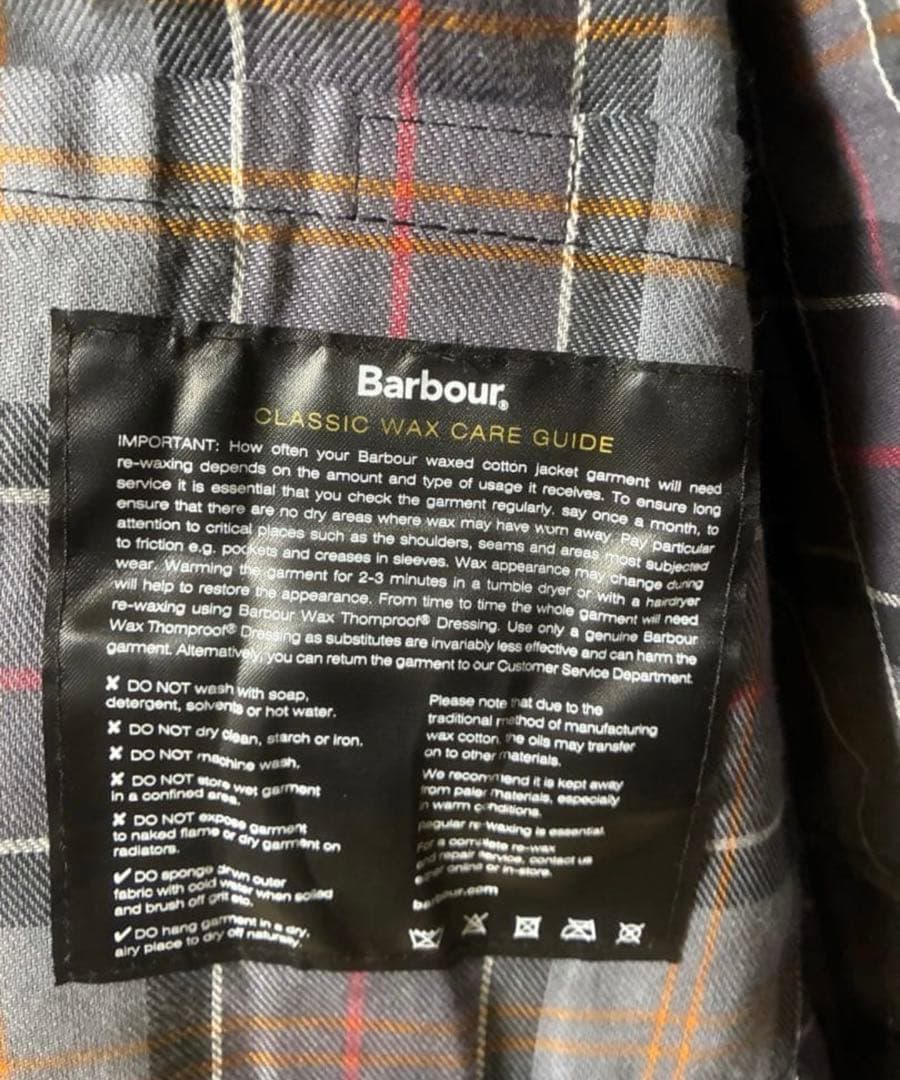 Barbour®
CLASSIC WAX CARE GUIDE
IMPORTANT: How often your Barbour waxed cotton jacket garment will need
re-waxing depends on the amount and type of usage it receives. To ensure long
service it is essential that you check the garment regularly, say once a month, to
ensure that there are no dry areas where wax may have worn away. Pay particular
attention to critical places such as the shoulders, seams and areas most subjected
to friction e.g. pockets and creases in sleeves. Wax appearance may change during
wear. Warming the garment for 2-3 minutes in a tumble dryer or with a hairdryer
will help to restore the appearance. From time to time the whole garment will need
re-waxing using Barbour Wax Thornproof® Dressing. Use only a genuine Barbour
Wax Thornproof® Dressing as substitutes are invariably less effective and can harm the
garment. Alternatively, you can return the garment to our Customer Service Department.
✘ DO NOT wash with soap,
detergent, solvents or hot water.
✘ DO NOT dry clean, starch or iron.
✘ DO NOT machine wash.
✘ DO NOT store wet garment
in a confined area.
✘ DO NOT expose garment
to naked flame or dry garment on
radiators.
✔ DO sponge down outer
fabric with cold water when soiled
and brush off grit etc.
✔ DO hang garment in a dry,
airy place to dry off naturally.
Please note that due to the
traditional method of manufacturing
wax cotton, the oils may transfer
on to other materials.
We recommend it is kept away
from paler materials, especially
in warm conditions.
Regular re-waxing is essential.
For a complete re-wax
and repair service, contact us
either online or in-store.
barbour.com